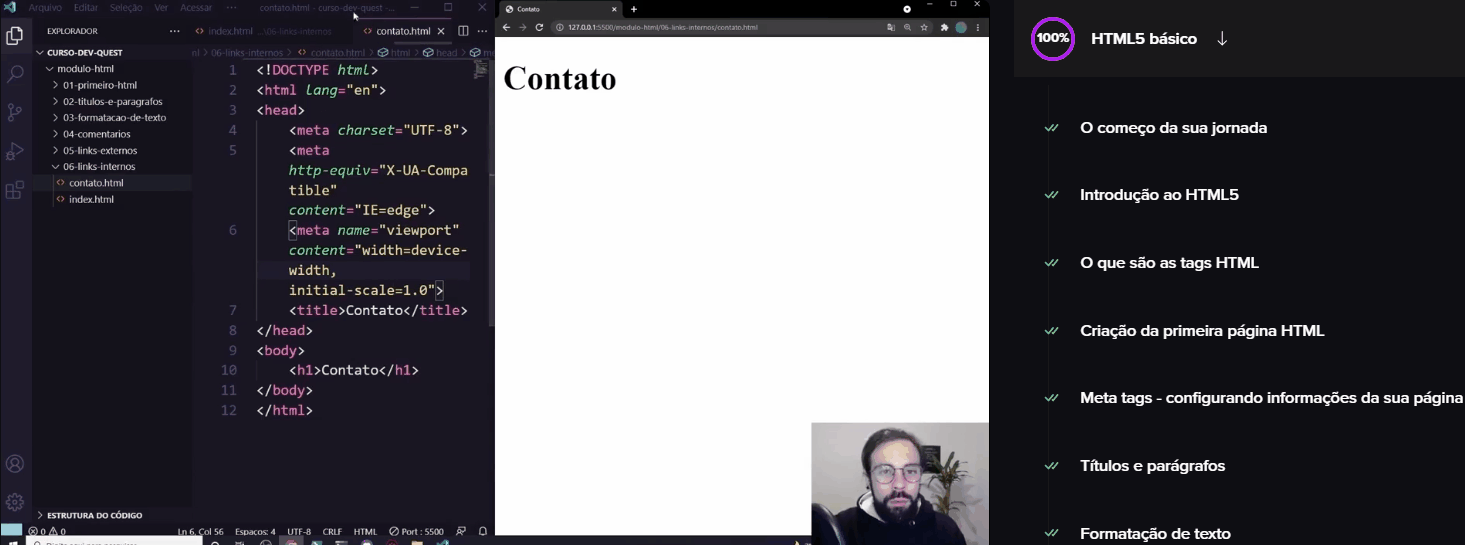 Arquivo Editar Seleção Ver Acessar ··· contato.html - curso-dev-quest -...
EXPLORADOR ···
index.html ...\06-links-internos
contato.html
CURSO-DEV-QUEST
modulo-html
01-primeiro-html
02-titulos-e-paragrafos
03-formatacao-de-texto
04-comentarios
05-links-externos
06-links-internos
contato.html
index.html
ESTRUTURA DO CÓDIGO
nl > 06-links-internos > contato.html > html > head > me
1 <!DOCTYPE html>
2 <html lang="en">
3 <head>
4 <meta charset="UTF-8">
5 <meta
http-equiv="X-UA-Compa
tible"
content="IE=edge">
6 <meta name="viewport"
content="width=device-
width,
initial-scale=1.0">
7 <title>Contato</title>
8 </head>
9 <body>
10 <h1>Contato</h1>
11 </body>
12 </html>
0 0 Ln 6, Col 56 Espaços: 4 UTF-8 CRLF HTML Port : 5500
Digite aqui para pesquisar
Contato
127.0.0.1:5500/modulo-html/06-links-internos/contato.html
Contato
100% HTML5 básico
O começo da sua jornada
Introdução ao HTML5
O que são as tags HTML
Criação da primeira página HTML
Meta tags - configurando informações da sua página
Títulos e parágrafos
Formatação de texto